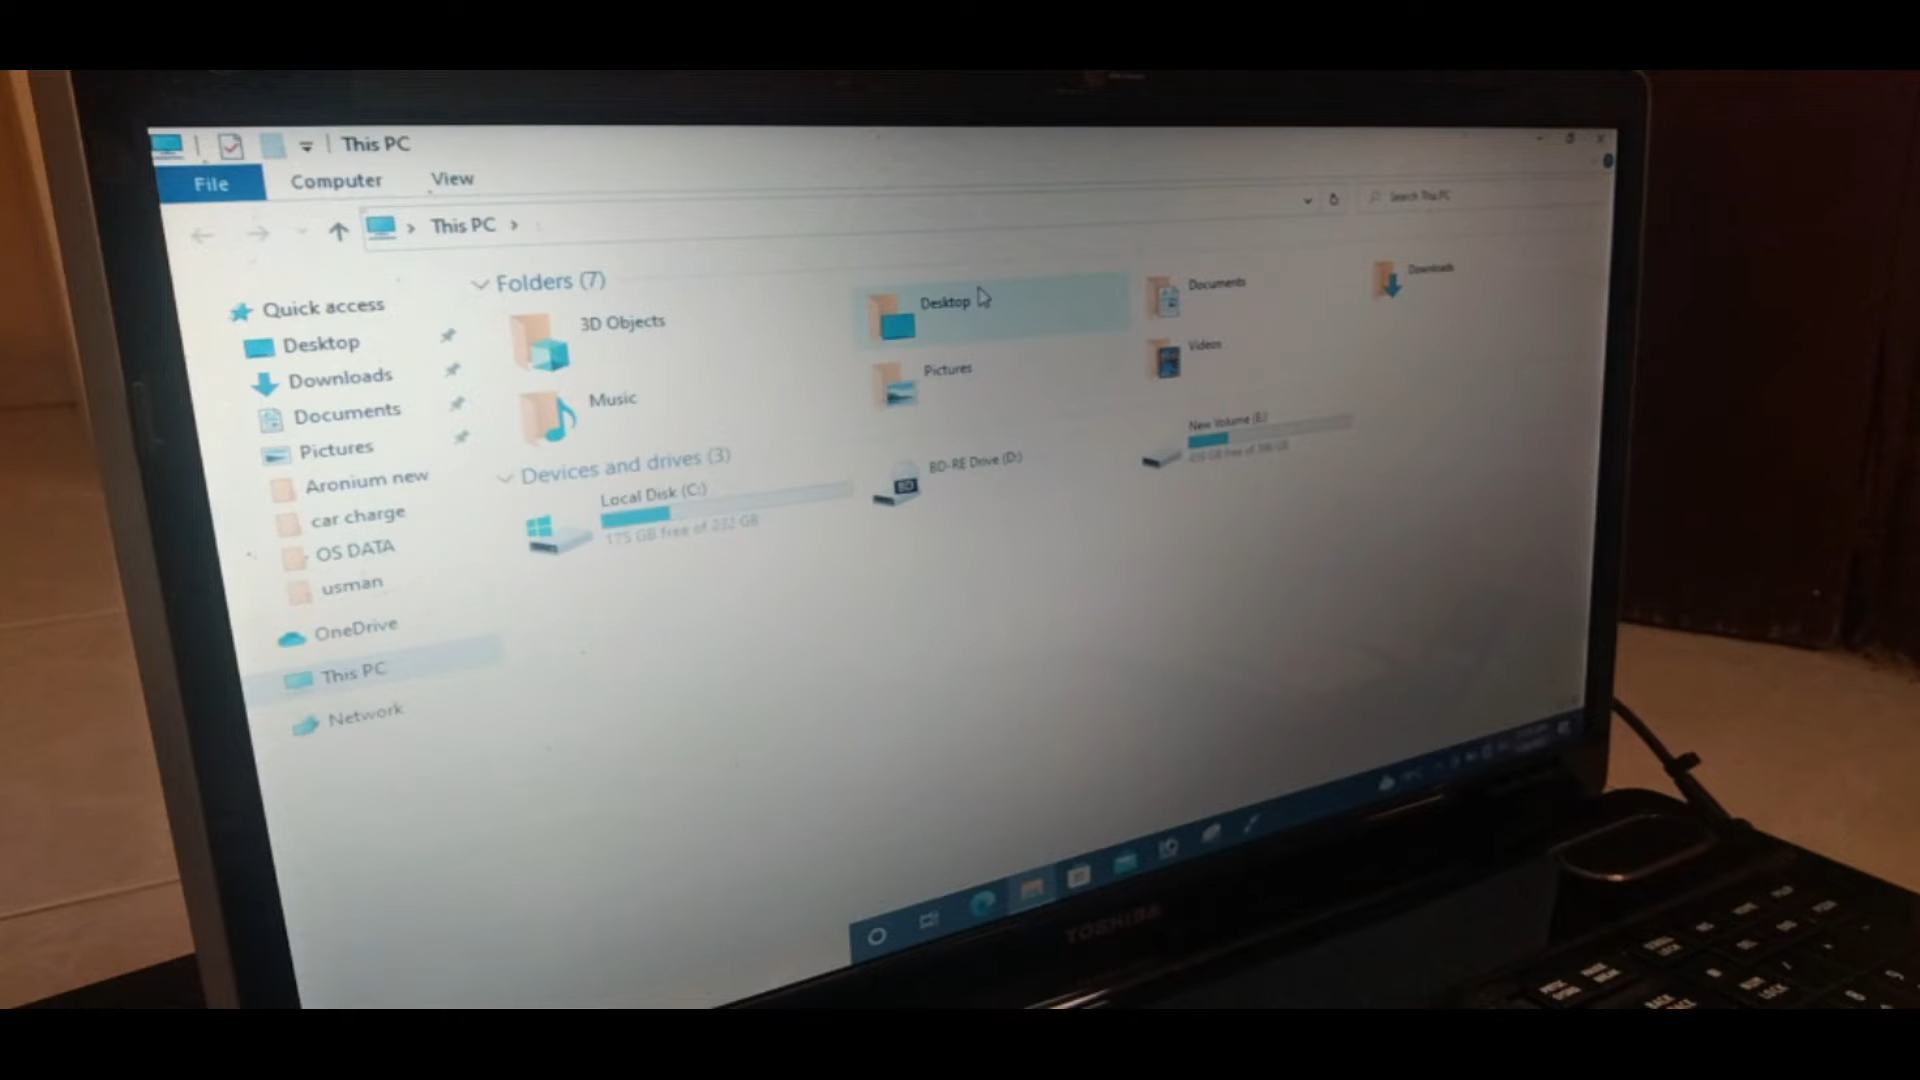 This PC
File Computer View
This PC
Search This PC
Quick access
Desktop
Downloads
Documents
Pictures
Aronium new
car charge
OS DATA
usman
OneDrive
This PC
Network
Folders (7)
3D Objects
Desktop
Documents
Downloads
Music
Pictures
Videos
Devices and drives (3)
Local Disk (C:)
175 GB free of 232 GB
BD-RE Drive (D:)
BD
New Volume (E:)
TOSHIBA